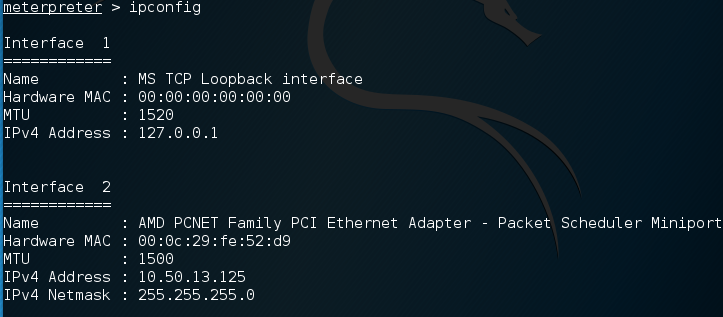 meterpreter > ipconfig
Interface  1
============
Name         : MS TCP Loopback interface
Hardware MAC : 00:00:00:00:00:00
MTU          : 1520
IPv4 Address : 127.0.0.1
Interface  2
============
Name         : AMD PCNET Family PCI Ethernet Adapter - Packet Scheduler Miniport
Hardware MAC : 00:0c:29:fe:52:d9
MTU          : 1500
IPv4 Address : 10.50.13.125
IPv4 Netmask : 255.255.255.0